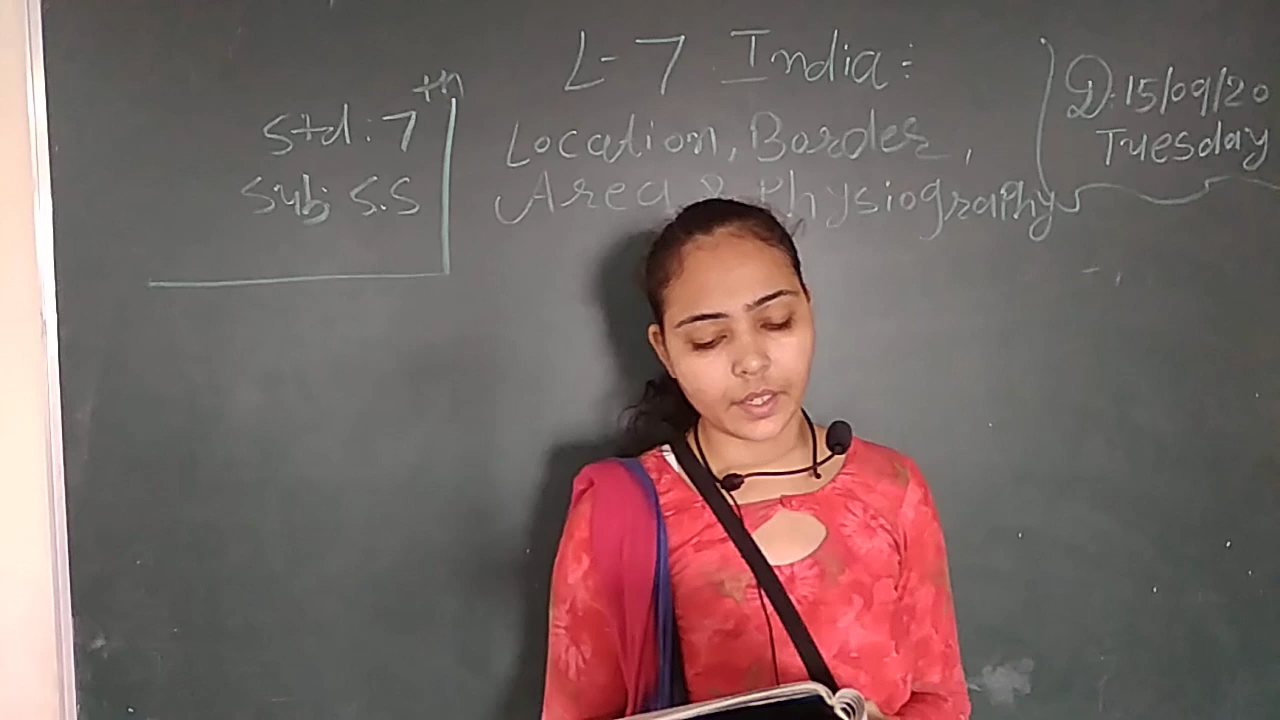 Std: 7th
Sub: S.S
L-7 India:
Location, Border,
Area & Physiography
D: 15/09/20
Tuesday